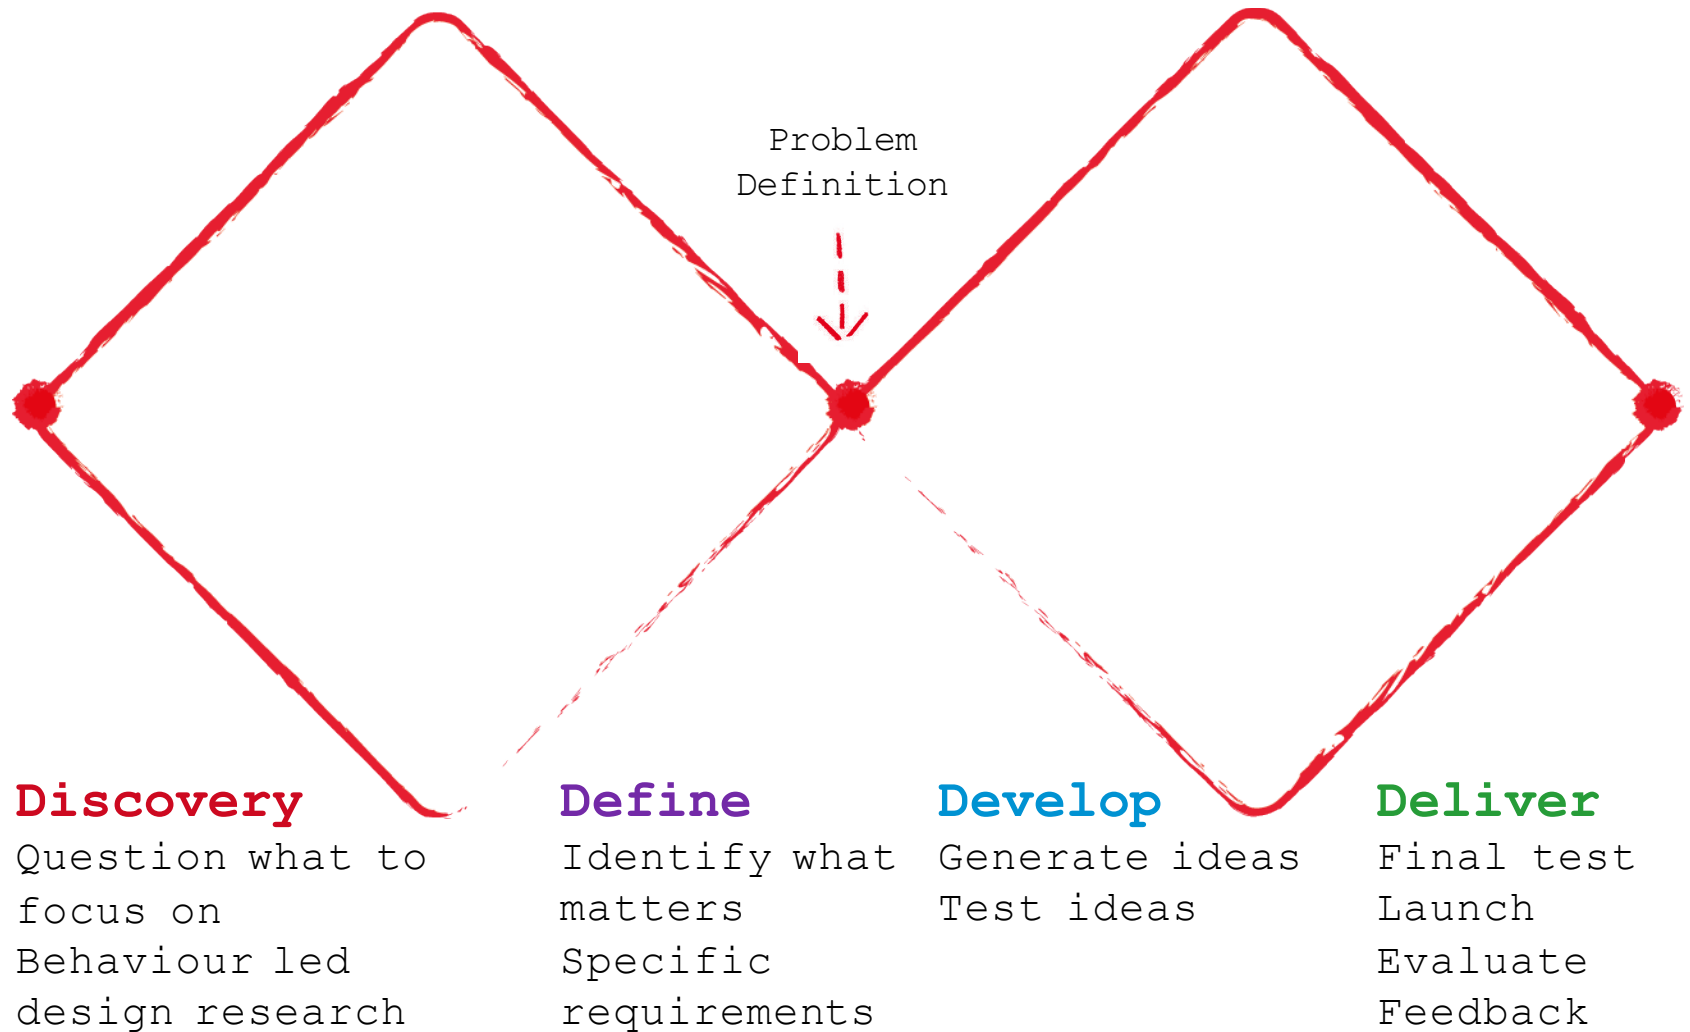 Problem
Definition
Discovery
Question what to
focus on
Behaviour led
design research
Define
Identify what
matters
Specific
requirements
Develop
Generate ideas
Test ideas
Deliver
Final test
Launch
Evaluate
Feedback